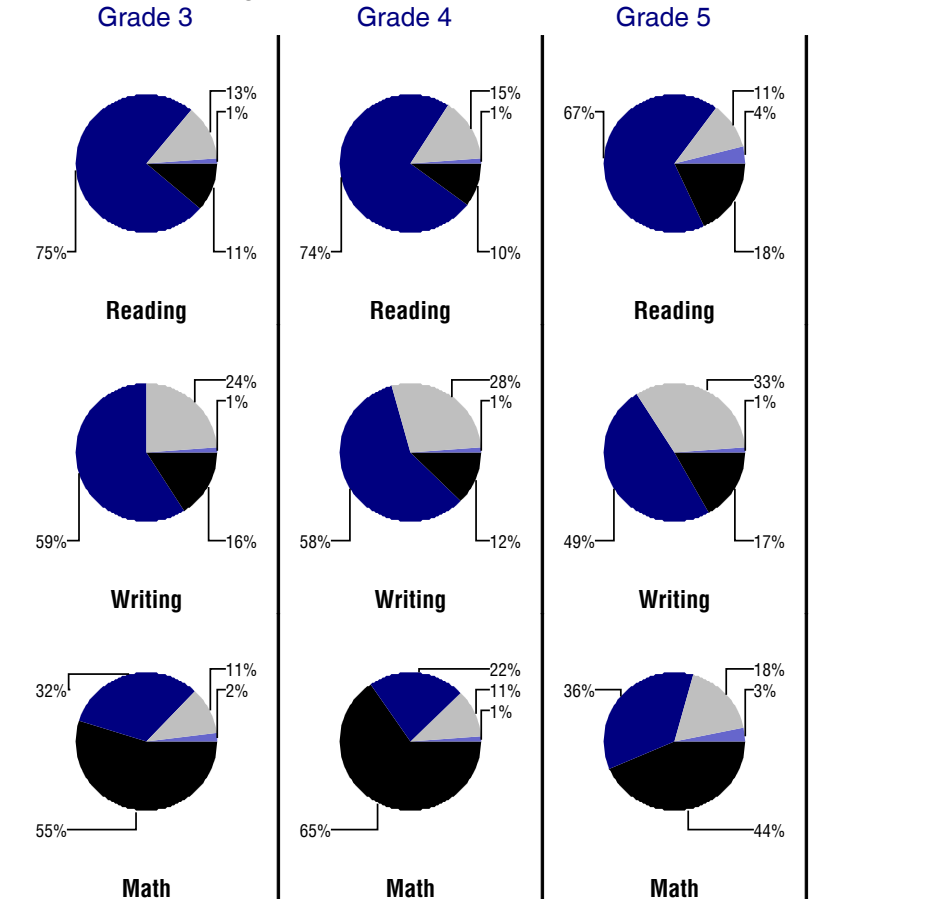 Grade 3 Grade 4 Grade 5
13% 15% 11%
1% 1% 67% 4%
75% 11% 74% 10% 18%
Reading Reading Reading
24% 28% 33%
1% 1% 1%
59% 16% 58% 12% 49% 17%
Writing Writing Writing
11% 22% 18%
32% 2% 11% 36% 3%
1%
55% 65% 44%
Math Math Math